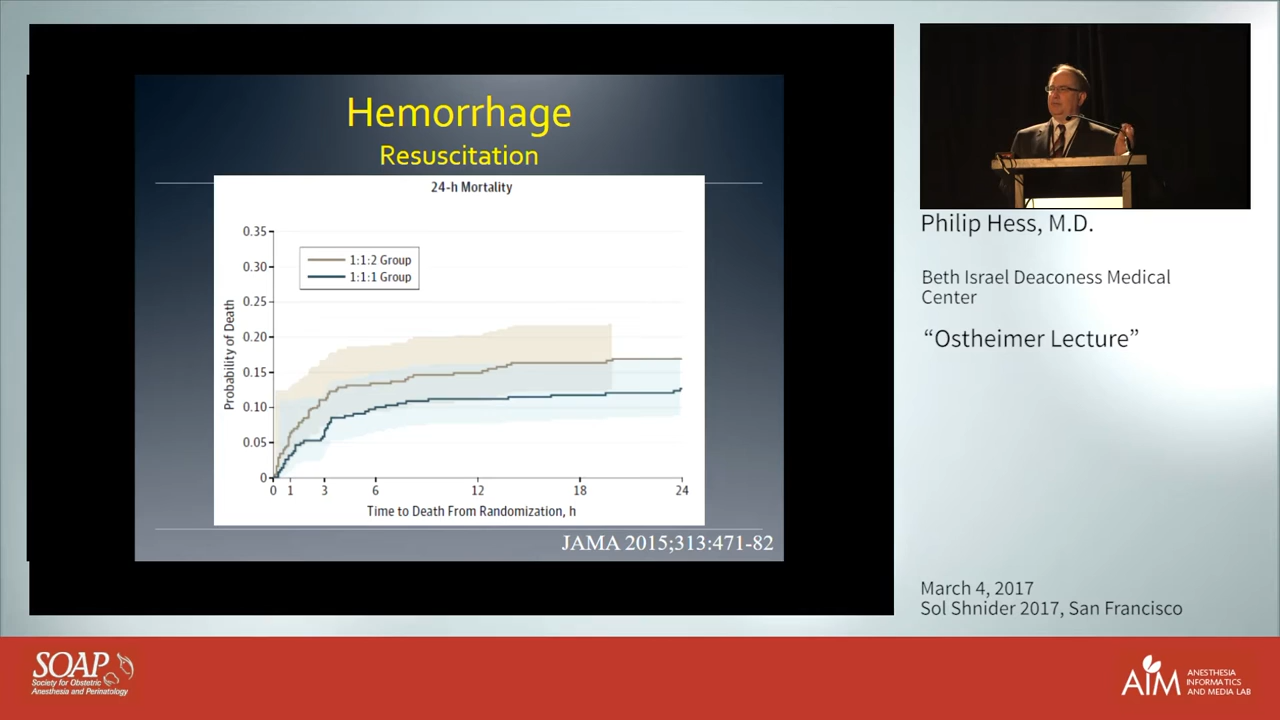 Hemorrhage
Resuscitation
24-h Mortality
0.35
0.30
0.25
0.20
0.15
0.10
0.05
0
Probability of Death
1:1:2 Group
1:1:1 Group
0 1 3 6 12 18 24
Time to Death From Randomization, h
JAMA 2015;313:471-82
Philip Hess, M.D.
Beth Israel Deaconess Medical
Center
“Ostheimer Lecture”
March 4, 2017
Sol Shnider 2017, San Francisco
SOAP
Society for Obstetric
Anesthesia and Perinatology
AIM
ANESTHESIA
INFORMATICS
AND MEDIA LAB